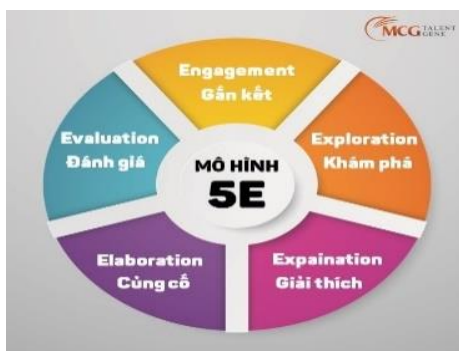 MCG TALENT
GENE
Engagement
Gắn kết
Evaluation
Đánh giá
Exploration
Khám phá
MÔ HÌNH
5E
Elaboration
Củng cố
Expaination
Giải thích